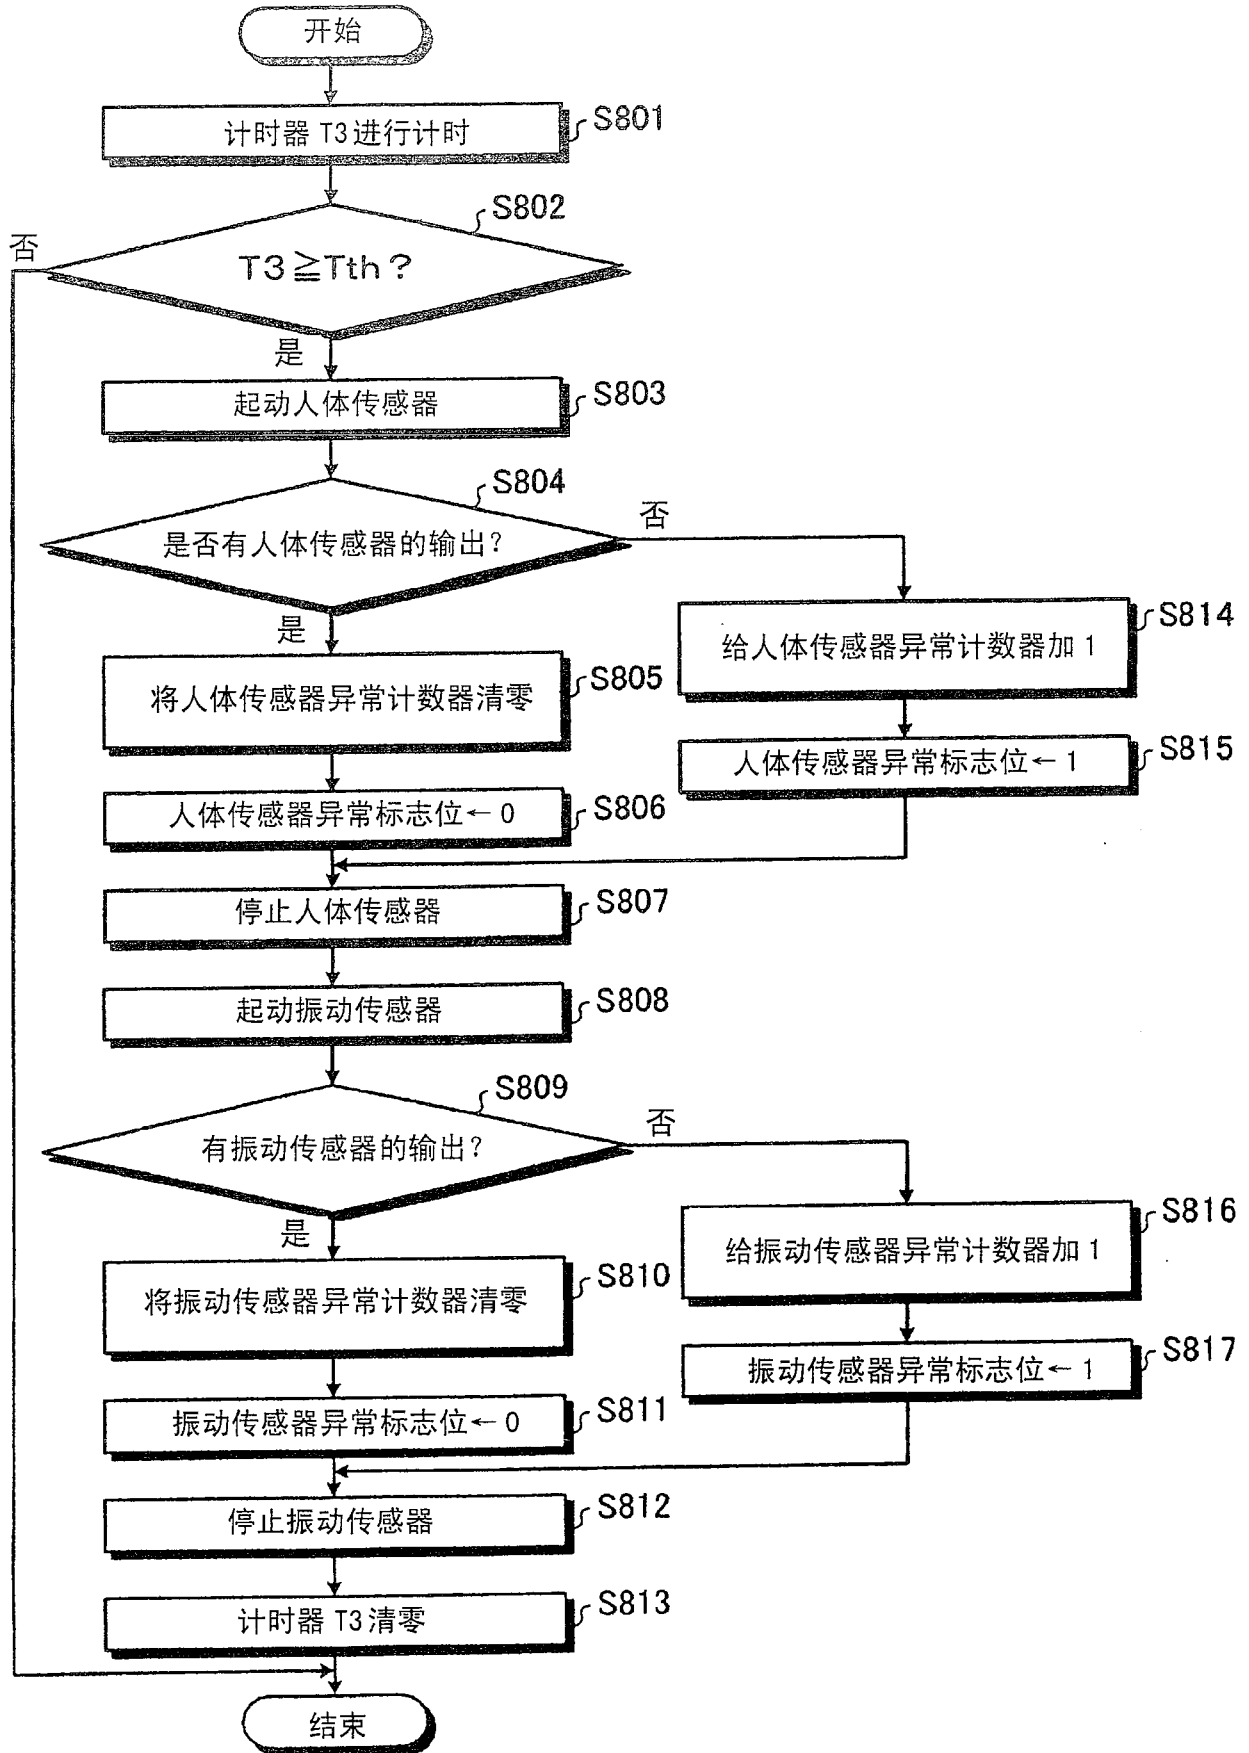 开始
计时器 T3进行计时
S801
S802
否
T3≧Tth?
是
起动人体传感器
S803
S804
是否有人体传感器的输出?
否
是
给人体传感器异常计数器加 1
S814
将人体传感器异常计数器清零
S805
人体传感器异常标志位←1
S815
人体传感器异常标志位←0
S806
停止人体传感器
S807
起动振动传感器
S808
S809
有振动传感器的输出?
否
是
给振动传感器异常计数器加 1
S816
将振动传感器异常计数器清零
S810
振动传感器异常标志位←1
S817
振动传感器异常标志位←0
S811
停止振动传感器
S812
计时器 T3清零
S813
结束